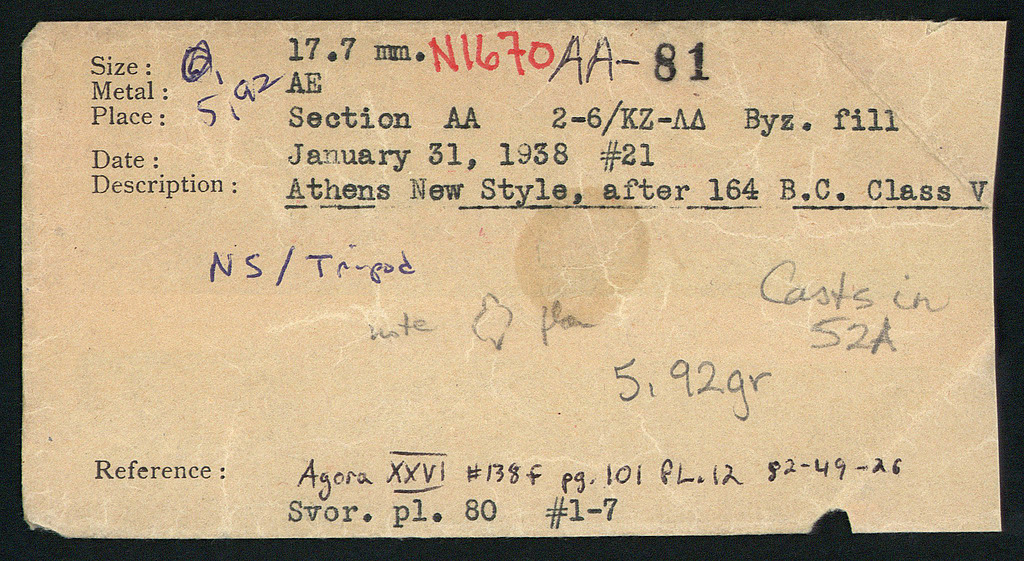 Size : 17.7 mm. N1670 AA- 81
Metal : 5,92 AE
Place : Section AA 2-6/KZ-ΛΔ Byz. fill
Date : January 31, 1938 #21
Description : Athens New Style, after 164 B.C. Class V
NS / Tripod
note
Casts in
52A
5,92gr
Reference : Agora XXVI #138f pg. 101 PL. 12 82-49-26
Svor. pl. 80 #1-7